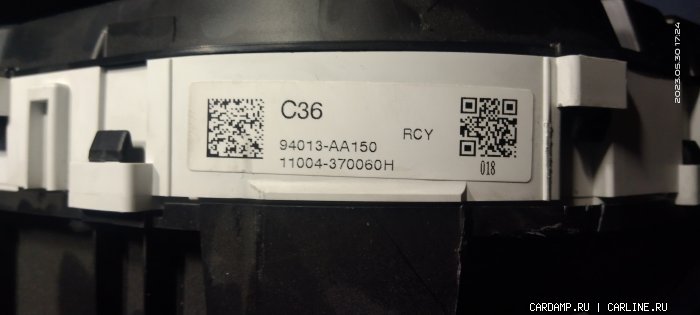 C36
RCY
94013-AA150
11004-370060H
018
2023.05.30 17:24
CARDAMP.RU | CARLINE.RU